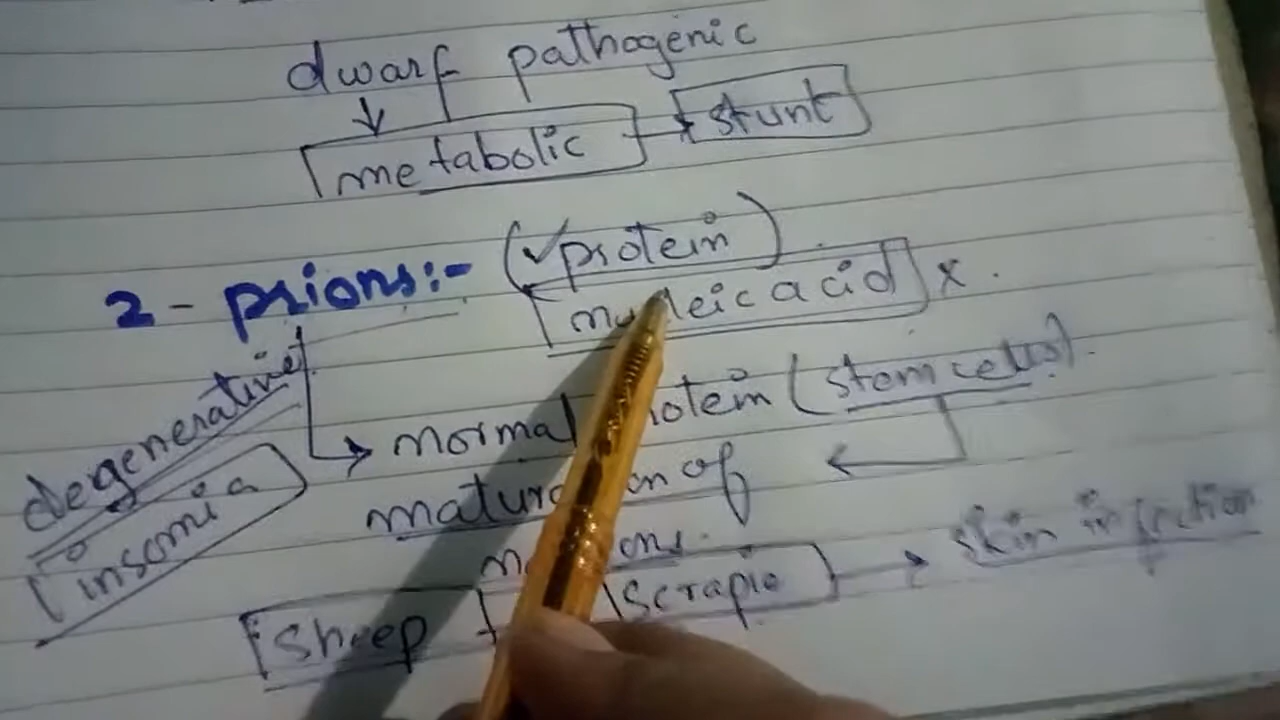 dwarf pathogenic
metabolic → stunt
2 - prions:- (✓protein)
nucleic acid x.
degenerative
→ normal protein (stem cells).
maturation of
insomia
Sheep Scrapie → skin infection